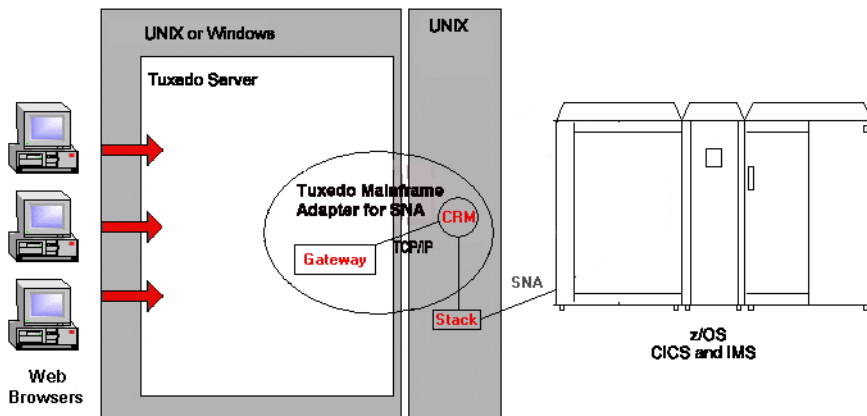 UNIX or Windows
UNIX
Tuxedo Server
Tuxedo Mainframe
Adapter for SNA
CRM
TCP/IP
Gateway
SNA
Stack
z/OS
CICS and IMS
Web
Browsers